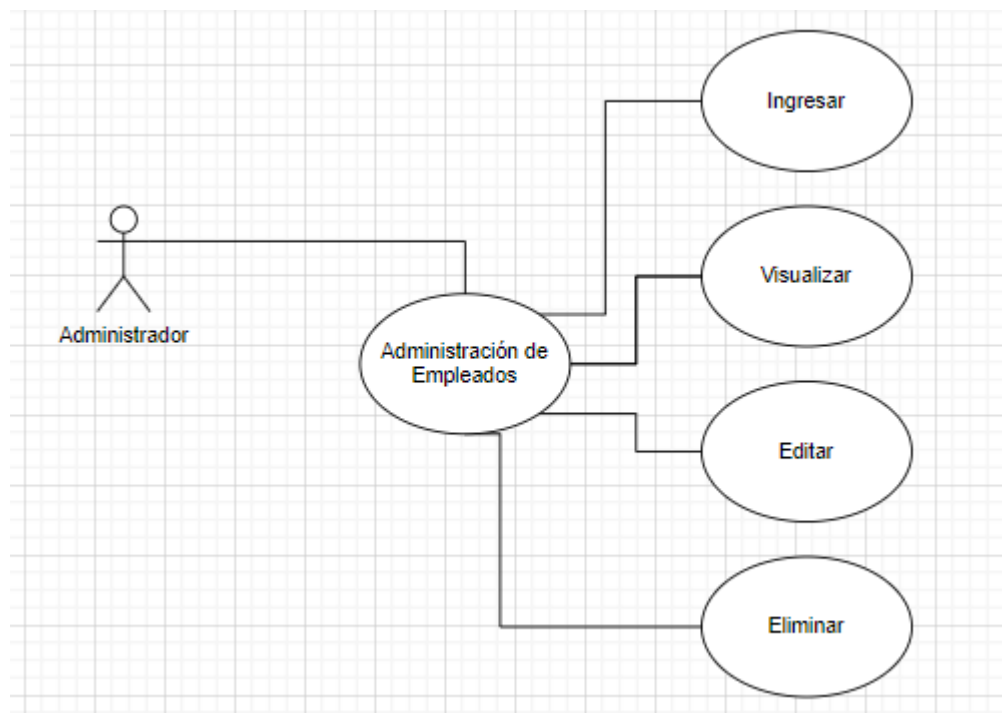 Ingresar
Visualizar
Administrador
Administración de
Empleados
Editar
Eliminar